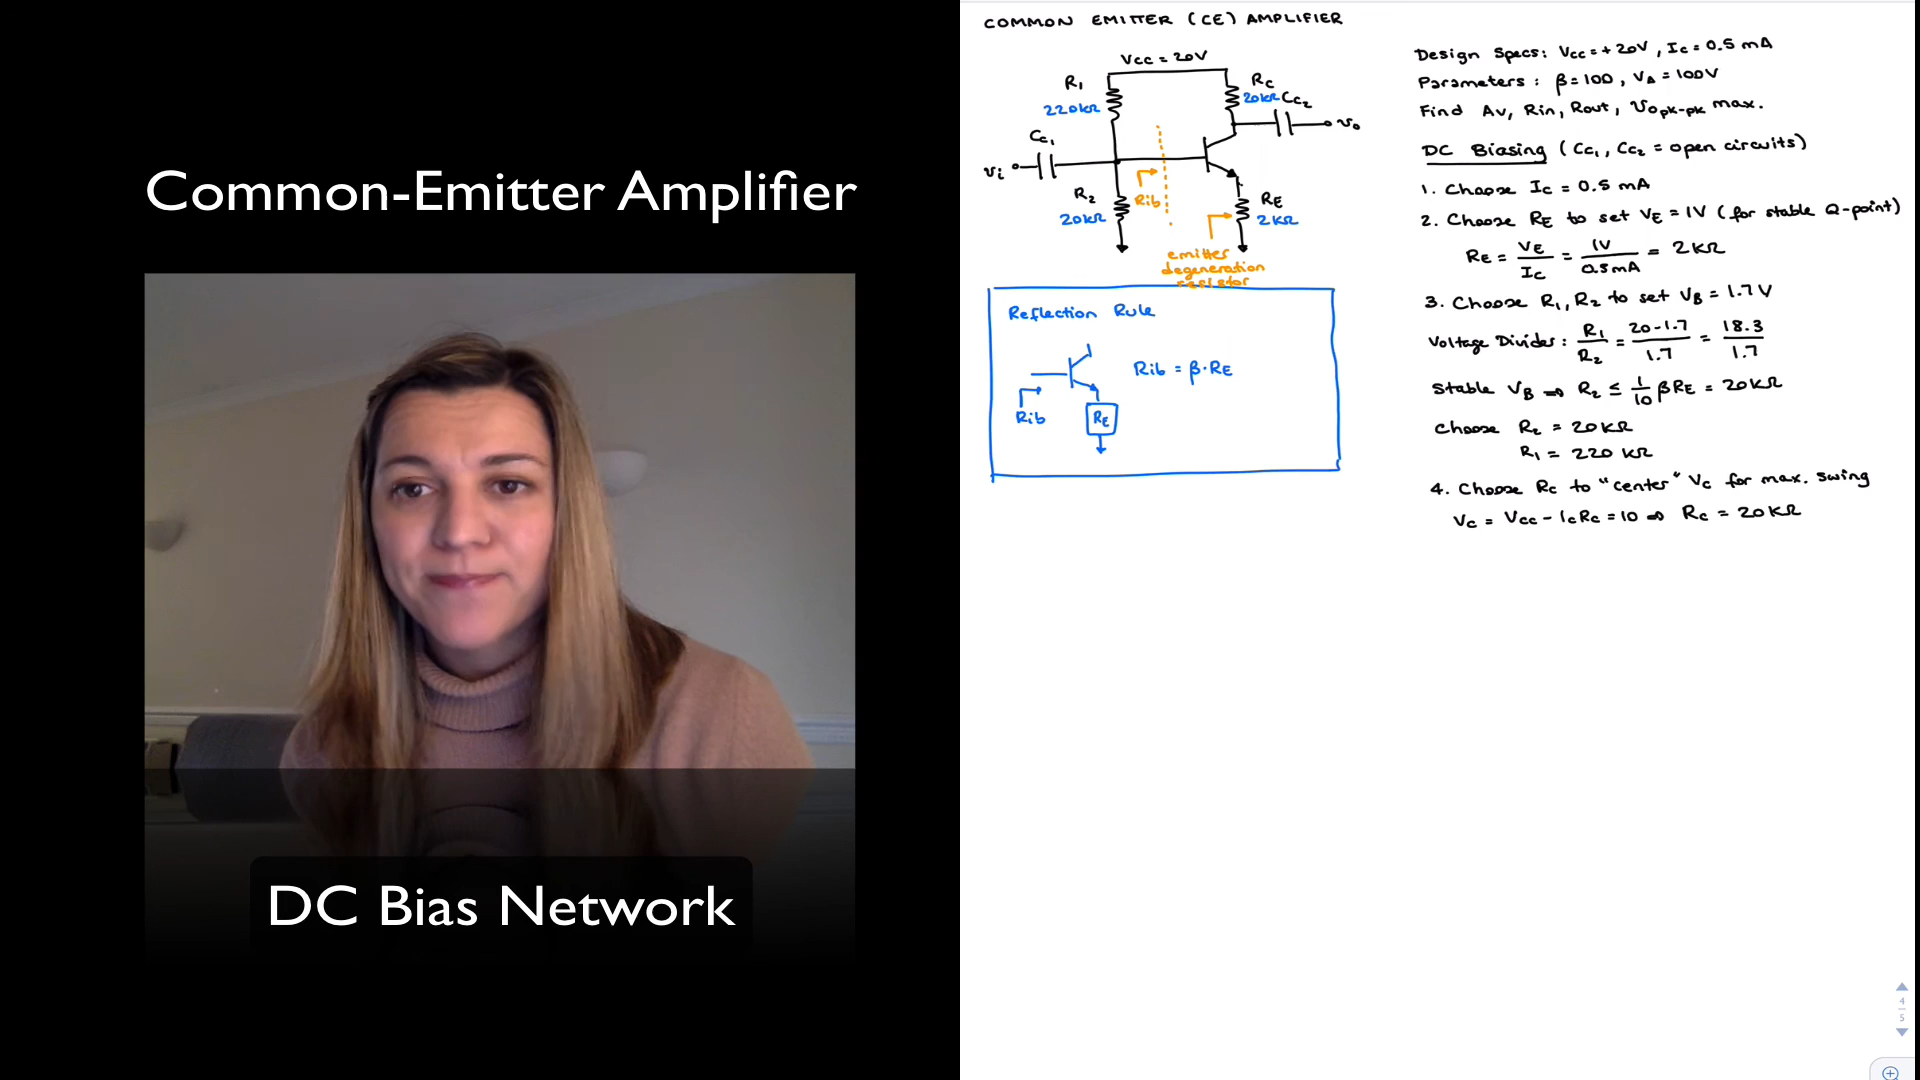 Common-Emitter Amplifier
DC Bias Network
COMMON EMITTER (CE) AMPLIFIER
Vcc = 20V
R1
220kΩ
Rc
20kΩ
Cc2
vo
Cc1
vi
R2
20kΩ
Rib
RE
2kΩ
emitter
degeneration
resistor
Reflection Rule
Rib = β·RE
Rib
RE
Design Specs: Vcc = +20V, Ic = 0.5 mA
Parameters: β=100, VA = 100V
Find Av, Rin, Rout, vopk-pk max.
DC Biasing (Cc1, Cc2 = open circuits)
1. Choose Ic = 0.5 mA
2. Choose RE to set VE = 1V (for stable Q-point)
RE = VE/Ic = 1V/0.5mA = 2kΩ
3. Choose R1, R2 to set VB = 1.7V
Voltage Divider: R1/R2 = 20-1.7/1.7 = 18.3/1.7
Stable VB ⇒ R2 ≤ 1/10 βRE = 20kΩ
Choose R2 = 20kΩ
R1 = 220 kΩ
4. Choose Rc to "center" Vc for max. swing
Vc = Vcc - IcRc = 10 ⇒ Rc = 20kΩ
4
5